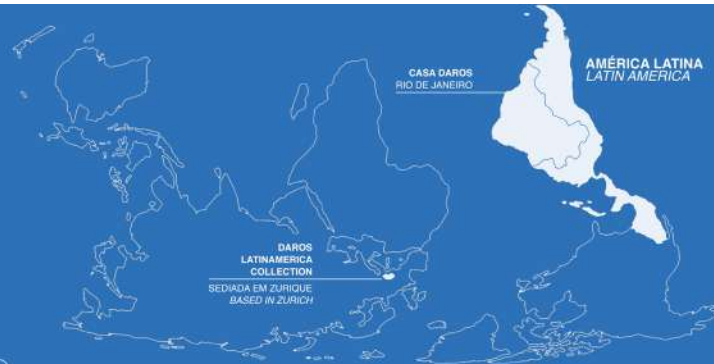 CASA DAROS
RIO DE JANEIRO
AMÉRICA LATINA
LATIN AMERICA
DAROS
LATINAMERICA
COLLECTION
SEDIADA EM ZURIQUE
BASED IN ZURICH